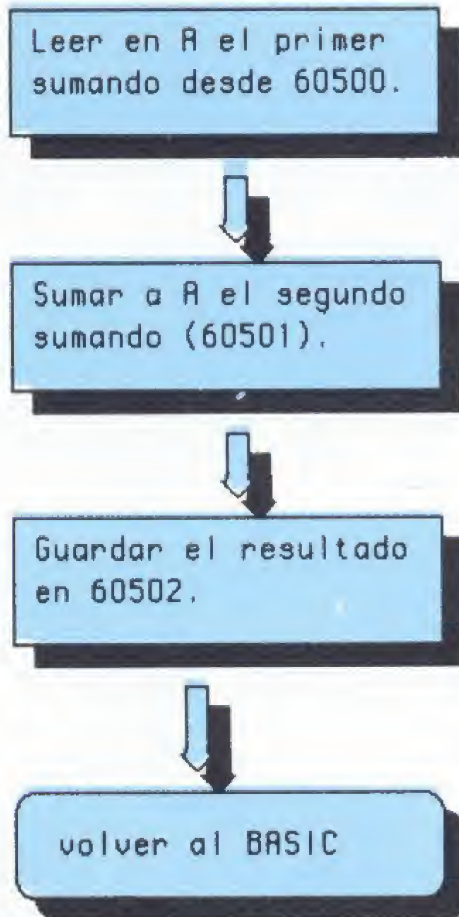 Leer en A el primer
sumando desde 60500.
Sumar a A el segundo
sumando (60501).
Guardar el resultado
en 60502.
volver al BASIC